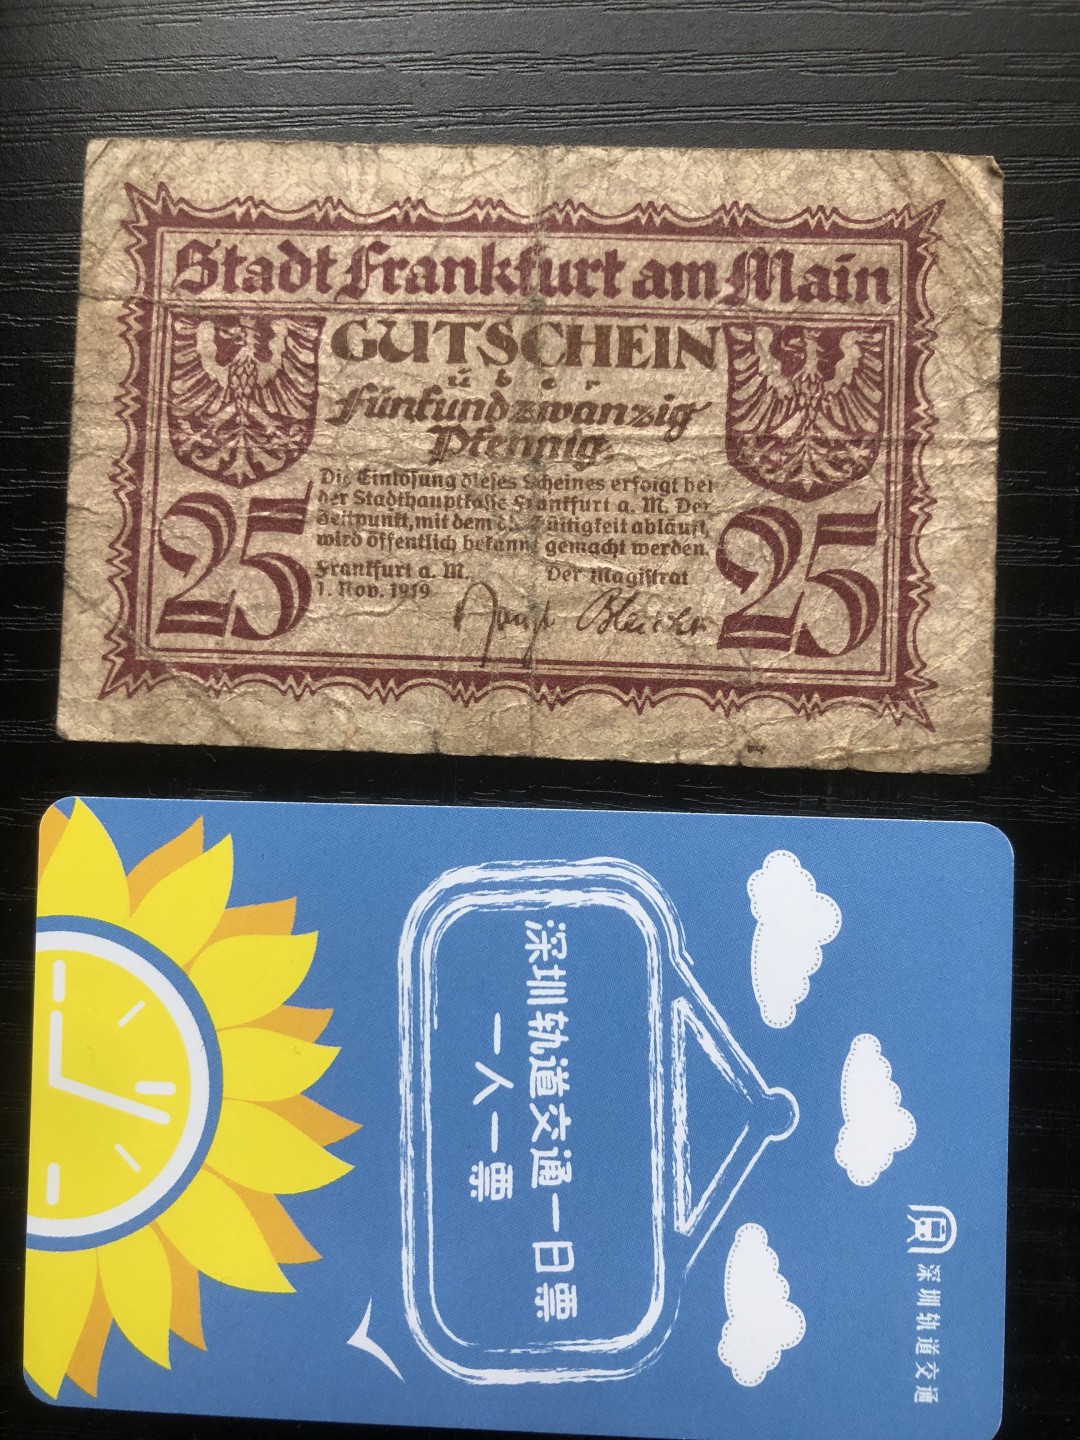 Stadt Frankfurt am Main
GUTSCHEIN
über
Fünfundzwanzig
Pfennig
Die Einlösung dieses Scheines erfolgt bei
der Stadthauptkasse Frankfurt a. M. Der
Zeitpunkt, mit dem die Gültigkeit abläuft,
wird öffentlich bekannt gemacht werden.
Frankfurt a. M. Der Magistrat
1. Nov. 1919
25 25
深圳轨道交通一日票
一人一票
深圳轨道交通